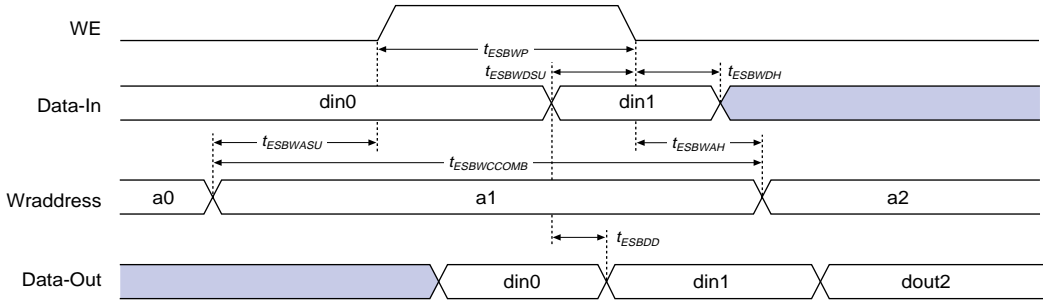 WE
tESBWP
tESBWDSU
tESBWDH
Data-In
din0
din1
tESBWASU
tESBWAH
tESBWCCOMB
Wraddress
a0
a1
a2
tESBDD
Data-Out
din0
din1
dout2